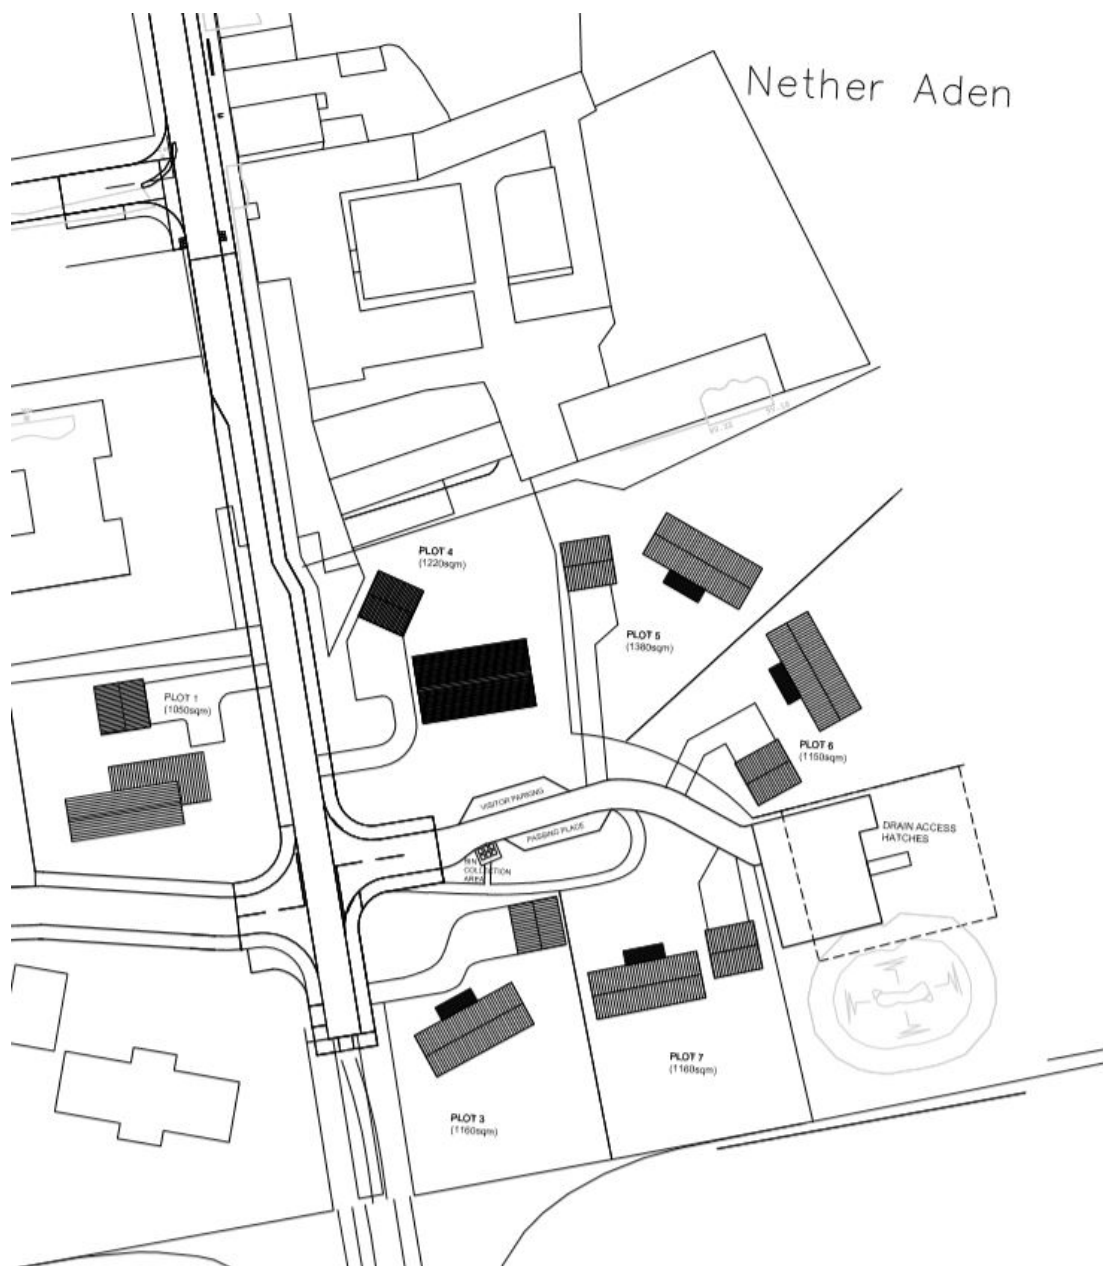 Nether Aden
PLOT 4
(1220sqm)
PLOT 5
(1380sqm)
PLOT 1
(1050sqm)
PLOT 6
(1150sqm)
VISITOR PARKING
PASSING PLACE
DRAIN ACCESS
HATCHES
BIN
COLLECTION
AREA
PLOT 7
(1160sqm)
PLOT 3
(1160sqm)